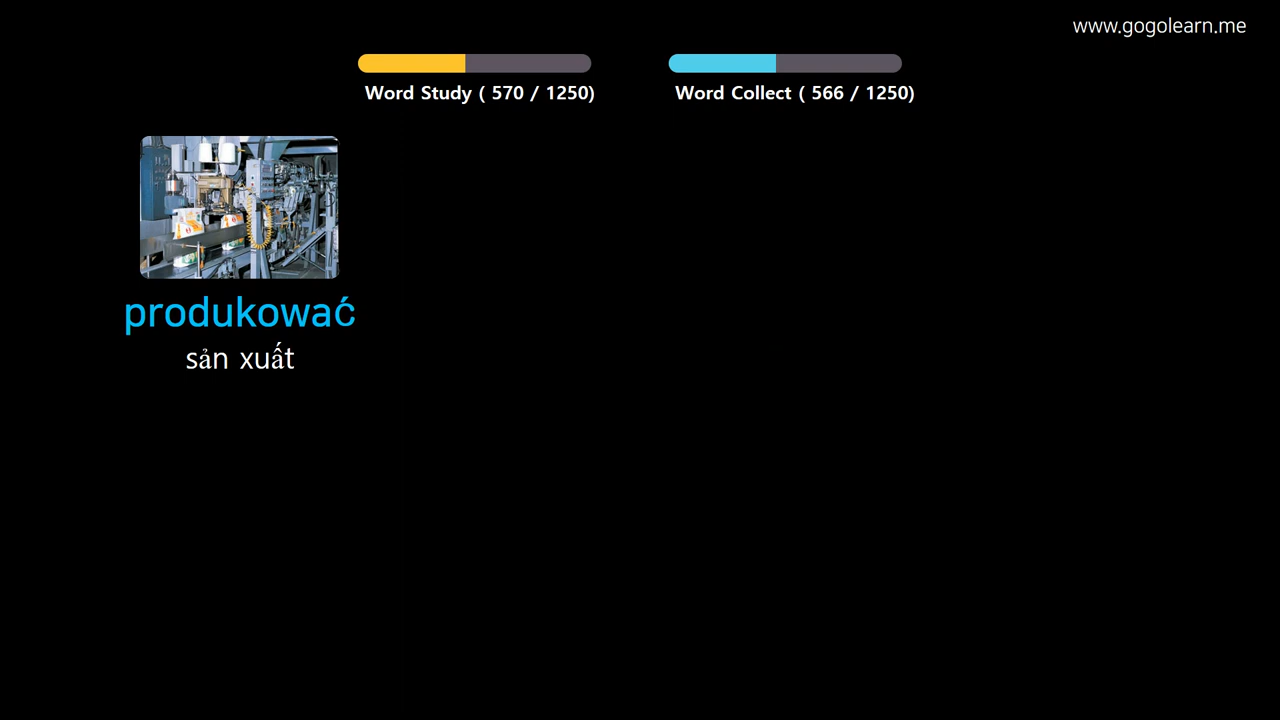 www.gogolearn.me
Word Study ( 570 / 1250)
Word Collect ( 566 / 1250)
produkować
sản xuất